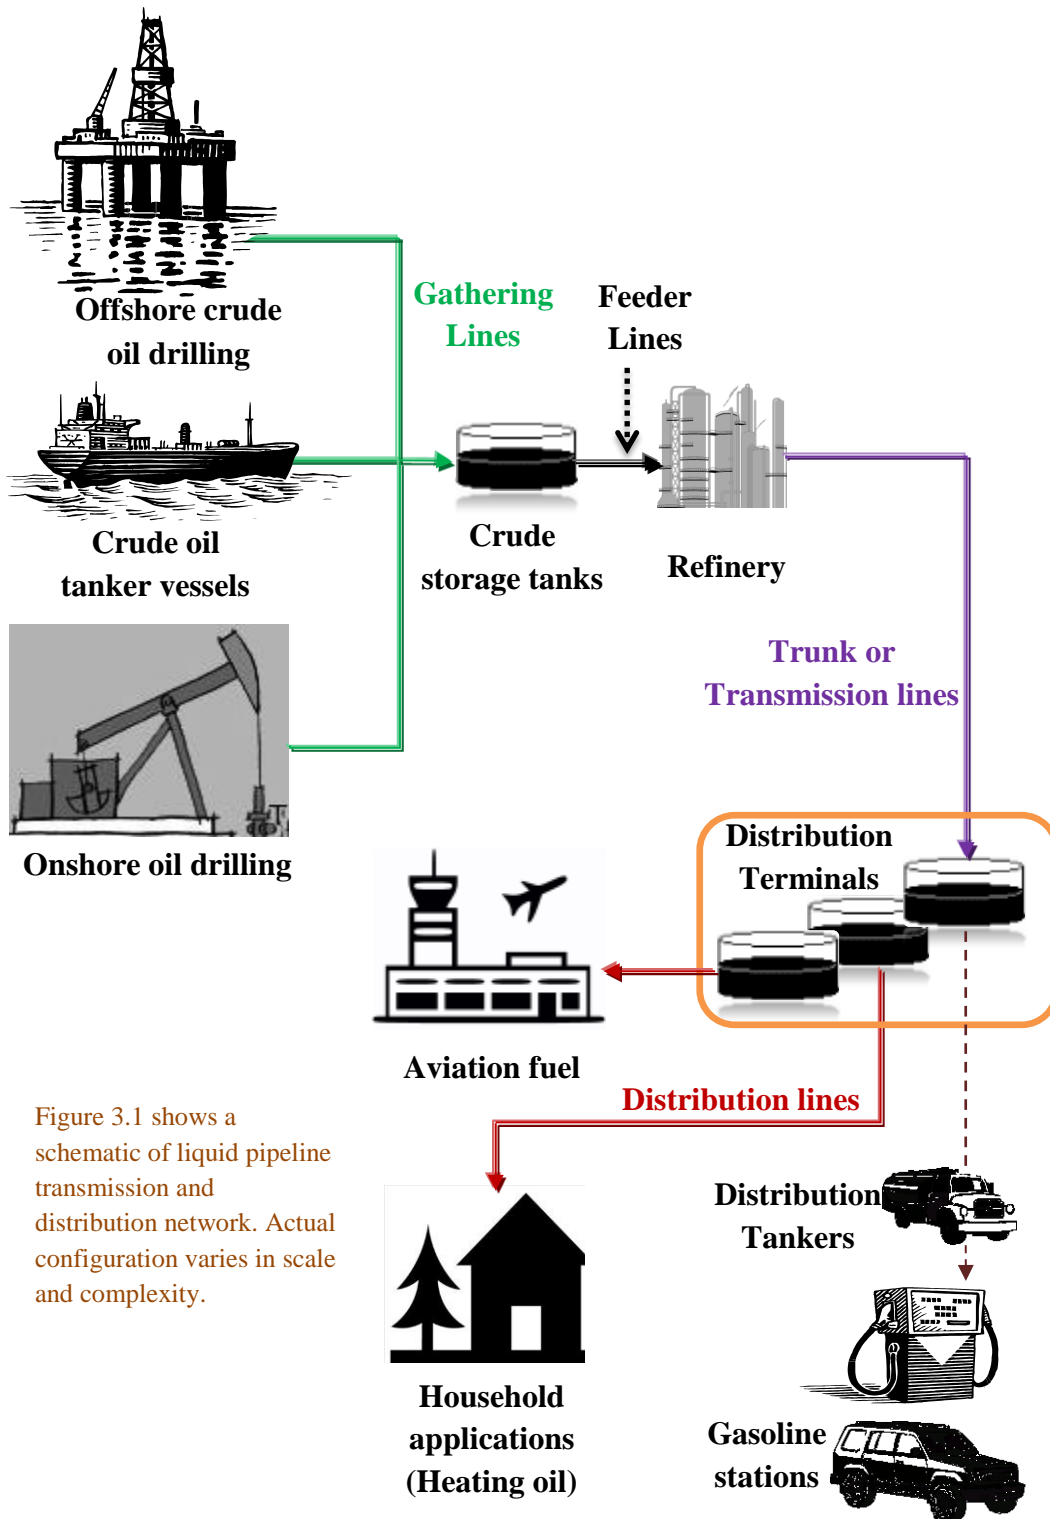 Offshore crude
oil drilling
Gathering
Lines
Feeder
Lines
Crude oil
tanker vessels
Crude
storage tanks
Refinery
Trunk or
Transmission lines
Onshore oil drilling
Distribution
Terminals
Aviation fuel
Distribution lines
Figure 3.1 shows a
schematic of liquid pipeline
transmission and
distribution network. Actual
configuration varies in scale
and complexity.
Distribution
Tankers
Household
applications
(Heating oil)
Gasoline
stations